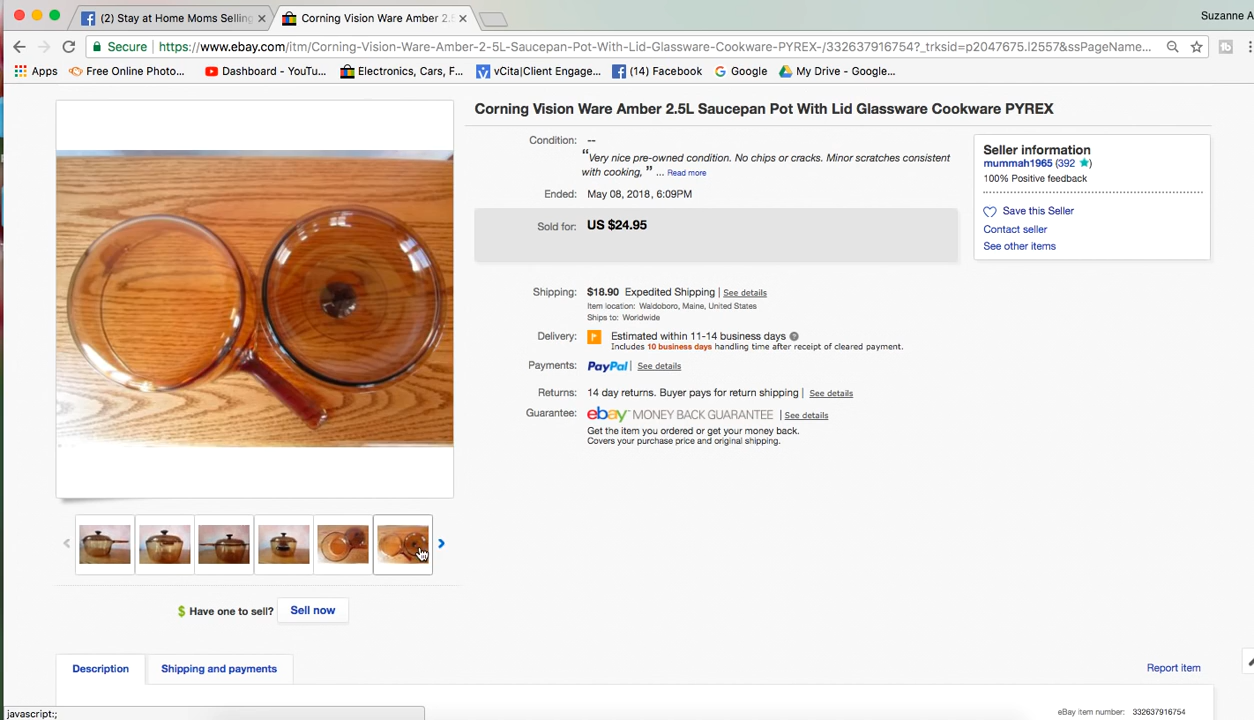 (2) Stay at Home Moms Selling
Corning Vision Ware Amber 2.5
Suzanne A
Secure
https://www.ebay.com/itm/Corning-Vision-Ware-Amber-2-5L-Saucepan-Pot-With-Lid-Glassware-Cookware-PYREX-/332637916754?_trksid=p2047675.l2557&ssPageName...
Apps
Free Online Photo...
Dashboard - YouTu...
Electronics, Cars, F...
vCita|Client Engage...
(14) Facebook
Google
My Drive - Google...
Corning Vision Ware Amber 2.5L Saucepan Pot With Lid Glassware Cookware PYREX
Condition: --
“Very nice pre-owned condition. No chips or cracks. Minor scratches consistent
with cooking, ” ... Read more
Ended: May 08, 2018, 6:09PM
Sold for: US $24.95
Shipping: $18.90 Expedited Shipping | See details
Item location: Waldoboro, Maine, United States
Ships to: Worldwide
Delivery: Estimated within 11-14 business days ?
Includes 10 business days handling time after receipt of cleared payment.
Payments: PayPal | See details
Returns: 14 day returns. Buyer pays for return shipping | See details
Guarantee: ebay MONEY BACK GUARANTEE | See details
Get the item you ordered or get your money back.
Covers your purchase price and original shipping.
Seller information
mummah1965 (392 ★)
100% Positive feedback
Save this Seller
Contact seller
See other items
$ Have one to sell? Sell now
Description
Shipping and payments
Report item
eBay item number: 332637916754
javascript:;